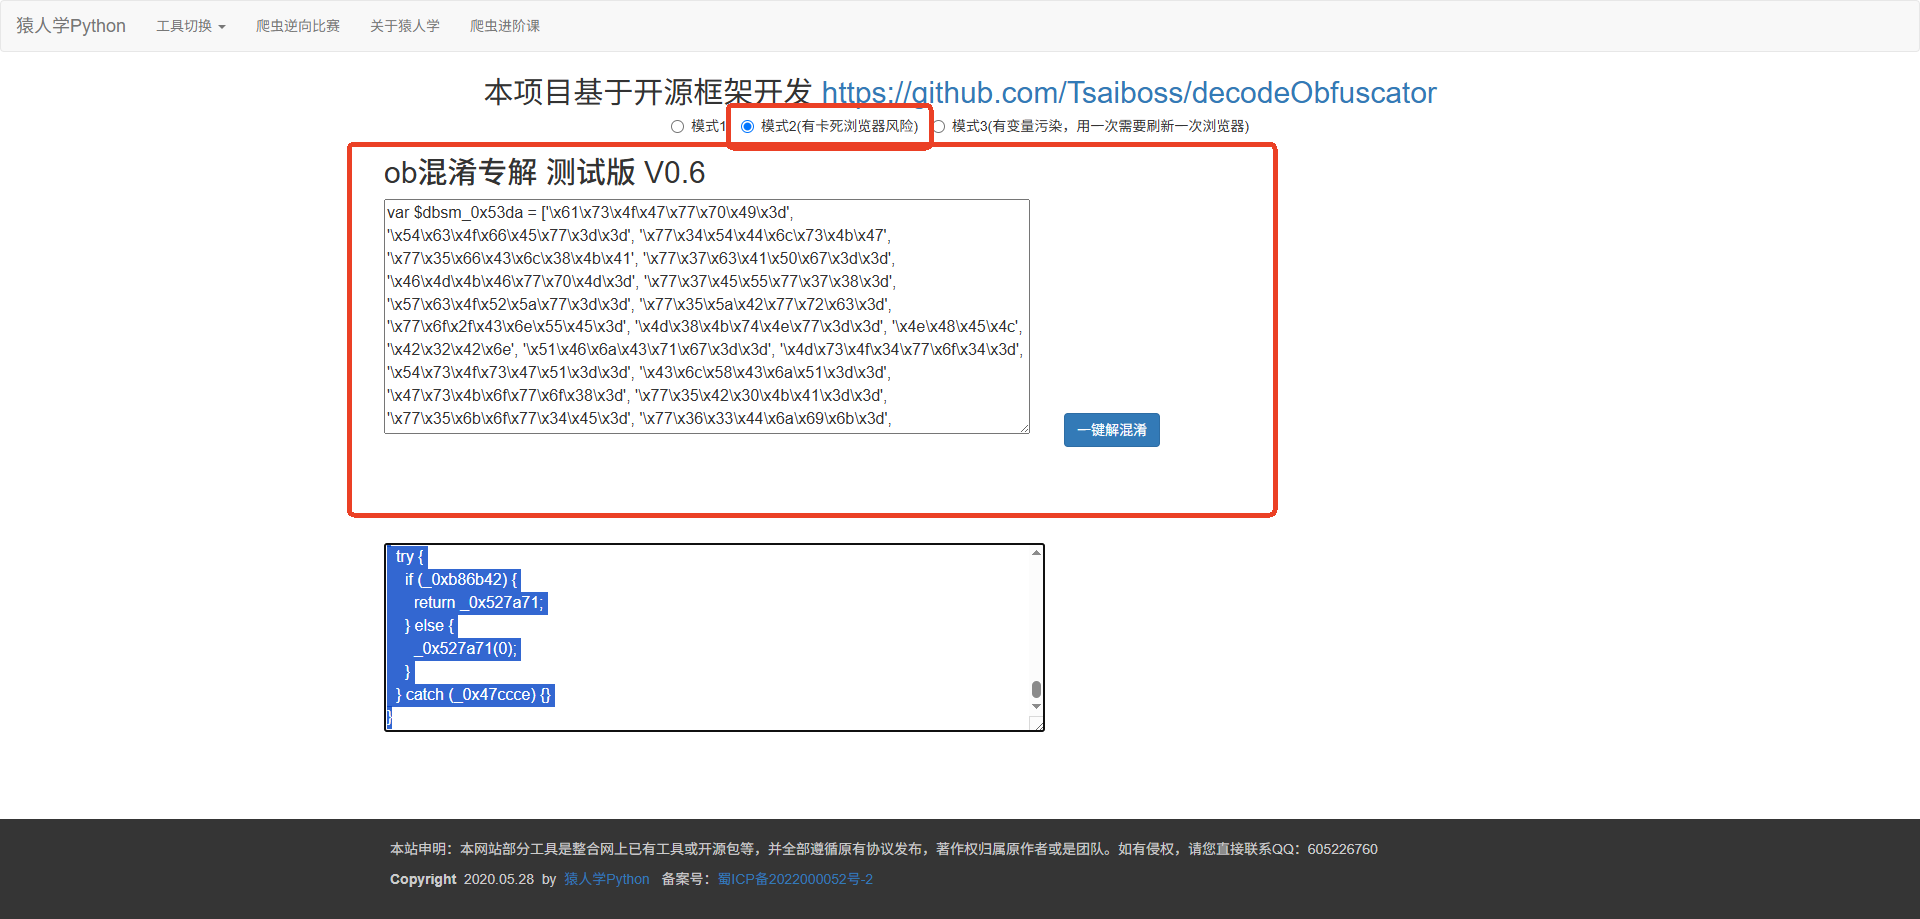 猿人学Python 工具切换 爬虫逆向比赛 关于猿人学 爬虫进阶课
本项目基于开源框架开发 https://github.com/Tsaiboss/decodeObfuscator
模式1 模式2(有卡死浏览器风险) 模式3(有变量污染，用一次需要刷新一次浏览器)
ob混淆专解 测试版 V0.6
var $dbsm_0x53da = ['\x61\x73\x4f\x47\x77\x70\x49\x3d',
'\x54\x63\x4f\x66\x45\x77\x3d\x3d', '\x77\x34\x54\x44\x6c\x73\x4b\x47',
'\x77\x35\x66\x43\x6c\x38\x4b\x41', '\x77\x37\x63\x41\x50\x67\x3d\x3d',
'\x46\x4d\x4b\x46\x77\x70\x4d\x3d', '\x77\x37\x45\x55\x77\x37\x38\x3d',
'\x57\x63\x4f\x52\x5a\x77\x3d\x3d', '\x77\x35\x5a\x42\x77\x72\x63\x3d',
'\x77\x6f\x2f\x43\x6e\x55\x45\x3d', '\x4d\x38\x4b\x74\x4e\x77\x3d\x3d', '\x4e\x48\x45\x4c',
'\x42\x32\x42\x6e', '\x51\x46\x6a\x43\x71\x67\x3d\x3d', '\x4d\x73\x4f\x34\x77\x6f\x34\x3d',
'\x54\x73\x4f\x73\x47\x51\x3d\x3d', '\x43\x6c\x58\x43\x6a\x51\x3d\x3d',
'\x47\x73\x4b\x6f\x77\x6f\x38\x3d', '\x77\x35\x42\x30\x4b\x41\x3d\x3d',
'\x77\x35\x6b\x6f\x77\x34\x45\x3d', '\x77\x36\x33\x44\x6a\x69\x6b\x3d',
一键解混淆
try {
if (_0xb86b42) {
return _0x527a71;
} else {
_0x527a71(0);
}
} catch (_0x47ccce) {}
}
本站申明：本网站部分工具是整合网上已有工具或开源包等，并全部遵循原有协议发布，著作权归属原作者或是团队。如有侵权，请您直接联系QQ：605226760
Copyright 2020.05.28 by 猿人学Python 备案号：蜀ICP备2022000052号-2